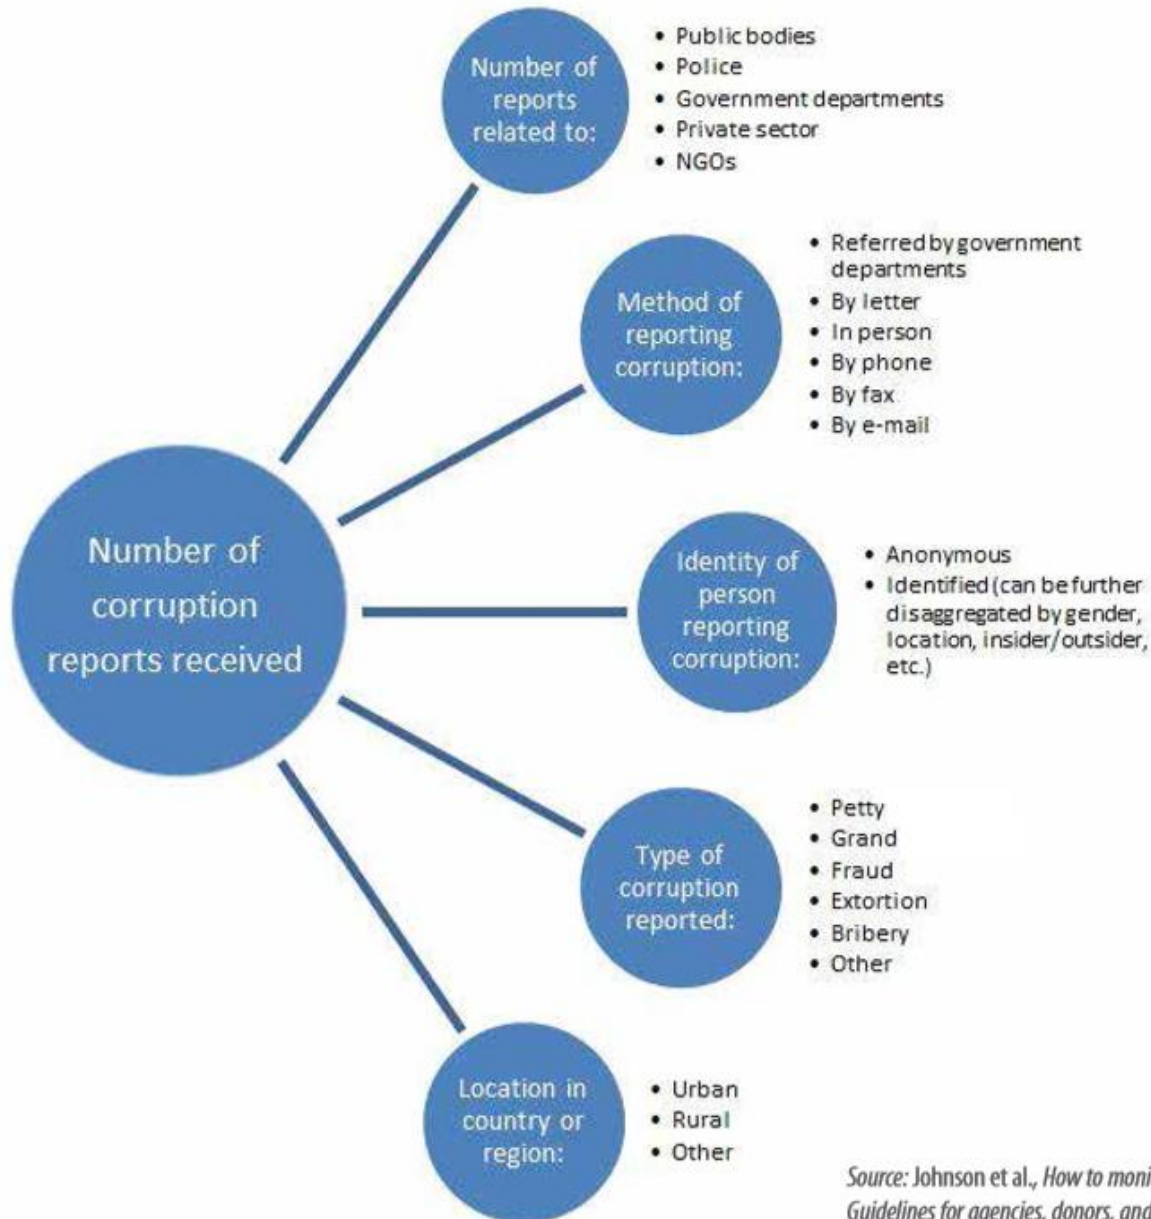 Number of
reports
related to:
• Public bodies
• Police
• Government departments
• Private sector
• NGOs
Method of
reporting
corruption:
• Referred by government
departments
• By letter
• In person
• By phone
• By fax
• By e-mail
Number of
corruption
reports received
Identity of
person
reporting
corruption:
• Anonymous
• Identified (can be further
disaggregated by gender,
location, insider/outsider,
etc.)
Type of
corruption
reported:
• Petty
• Grand
• Fraud
• Extortion
• Bribery
• Other
Location in
country or
region:
• Urban
• Rural
• Other
Source: Johnson et al., How to moni
Guidelines for agencies, donors, and